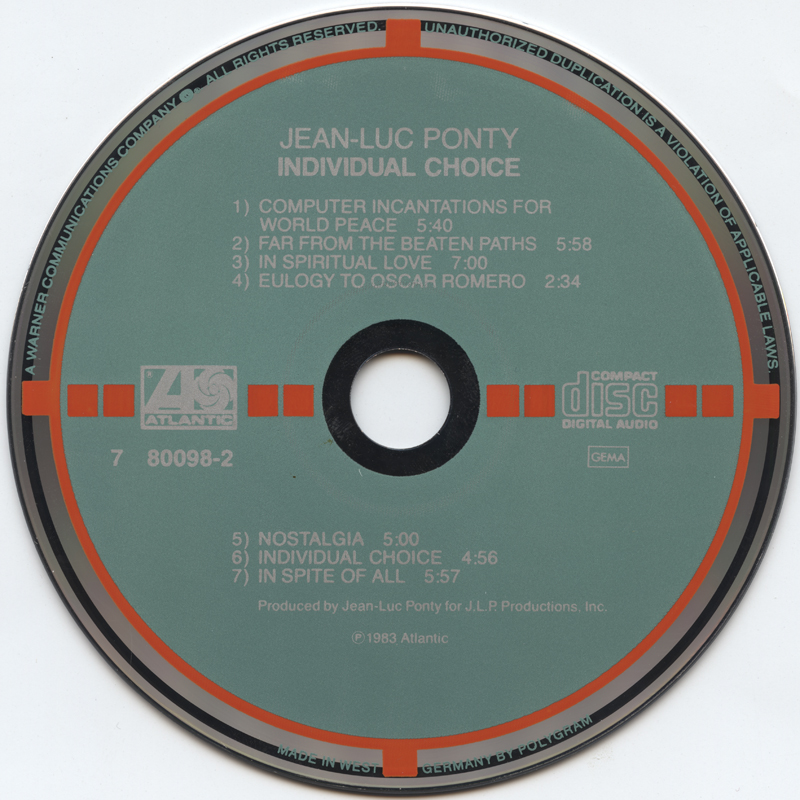 A WARNER COMMUNICATIONS COMPANY ALL RIGHTS RESERVED. UNAUTHORIZED DUPLICATION IS A VIOLATION OF APPLICABLE LAWS
JEAN-LUC PONTY
INDIVIDUAL CHOICE
1) COMPUTER INCANTATIONS FOR
WORLD PEACE 5:40
2) FAR FROM THE BEATEN PATHS 5:58
3) IN SPIRITUAL LOVE 7:00
4) EULOGY TO OSCAR ROMERO 2:34
ATLANTIC
COMPACT
disc
DIGITAL AUDIO
7 80098-2
GEMA
5) NOSTALGIA 5:00
6) INDIVIDUAL CHOICE 4:56
7) IN SPITE OF ALL 5:57
Produced by Jean-Luc Ponty for J.L.P. Productions, Inc.
℗1983 Atlantic
MADE IN WEST GERMANY BY POLYGRAM